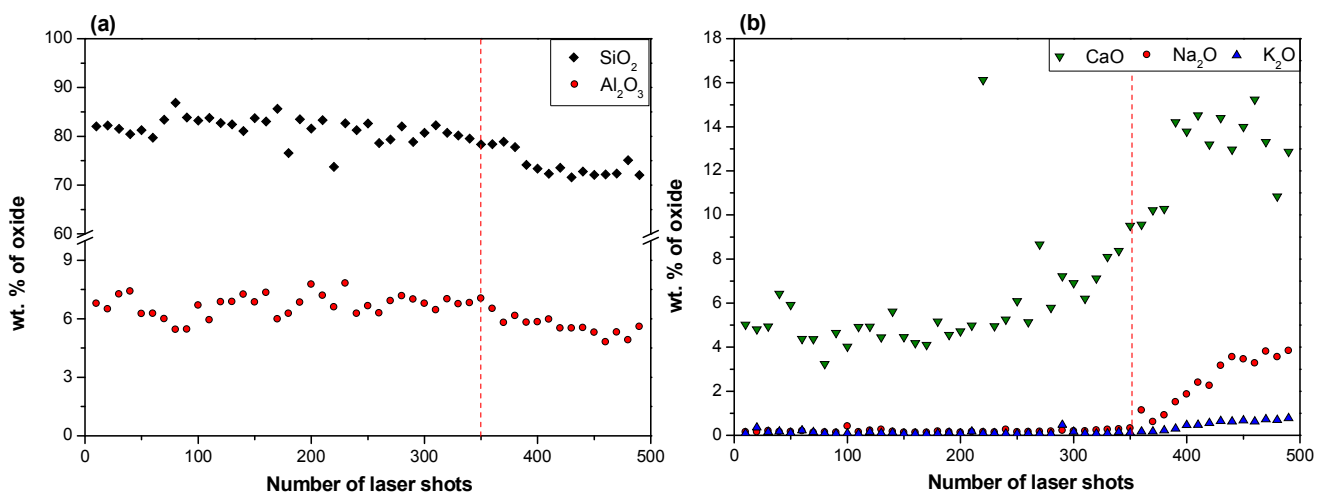 (a)
SiO2
Al2O3
wt. % of oxide
100
90
80
70
60
9
6
3
0
0 100 200 300 400 500
Number of laser shots
(b)
CaO Na2O K2O
wt. % of oxide
18
16
14
12
10
8
6
4
2
0
0 100 200 300 400 500
Number of laser shots